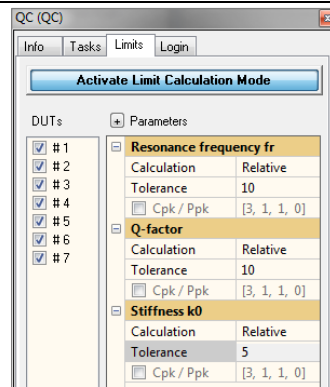 QC (QC)
Info Tasks Limits Login
Activate Limit Calculation Mode
DUTs Parameters
#1
#2
#3
#4
#5
#6
#7
Resonance frequency fr
Calculation Relative
Tolerance 10
Cpk / Ppk [3, 1, 1, 0]
Q-factor
Calculation Relative
Tolerance 10
Cpk / Ppk [3, 1, 1, 0]
Stiffness k0
Calculation Relative
Tolerance 5
Cpk / Ppk [3, 1, 1, 0]